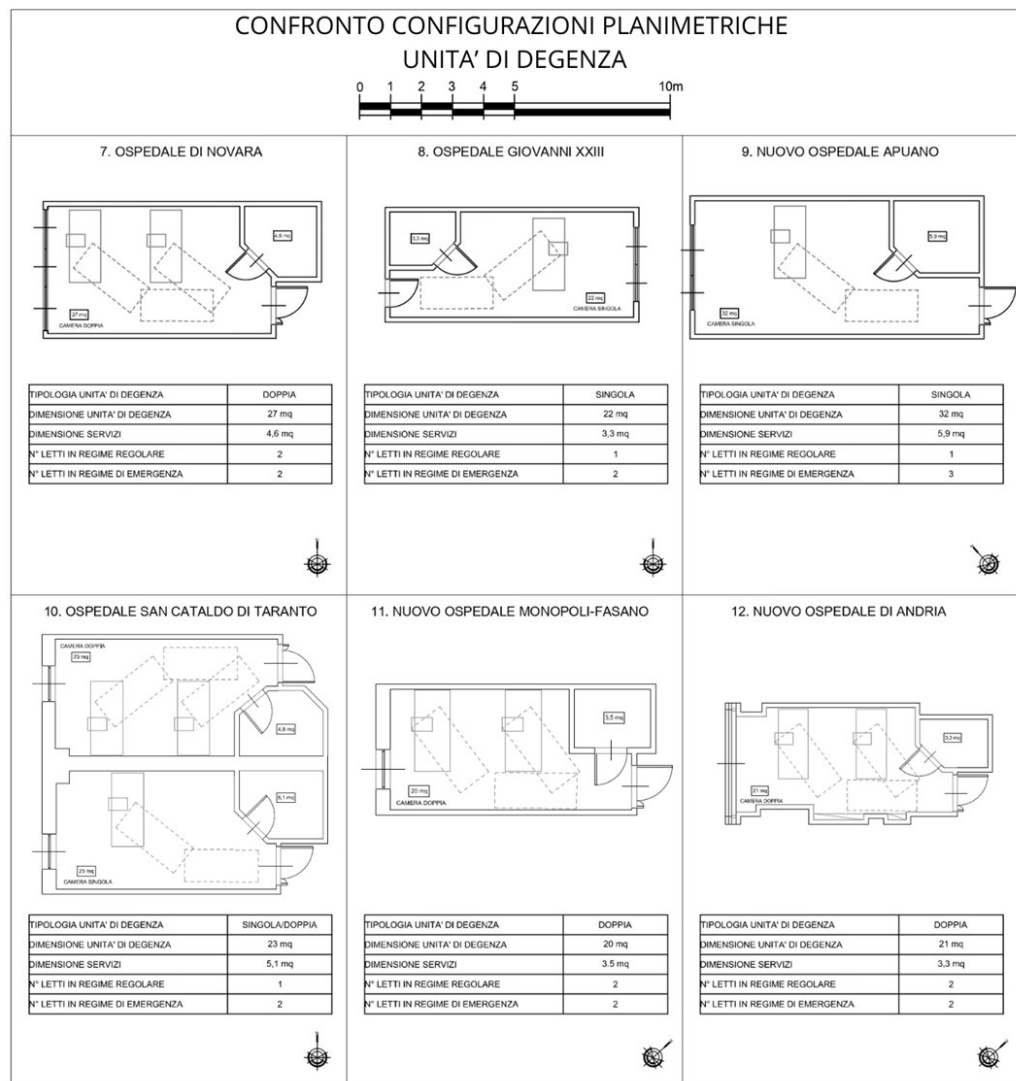 CONFRONTO CONFIGURAZIONI PLANIMETRICHE
UNITA' DI DEGENZA
0 1 2 3 4 5 10m
7. OSPEDALE DI NOVARA
4,6 mq
27 mq
CAMERA DOPPIA
TIPOLOGIA UNITA' DI DEGENZA DOPPIA
DIMENSIONE UNITA' DI DEGENZA 27 mq
DIMENSIONE SERVIZI 4,6 mq
N° LETTI IN REGIME REGOLARE 2
N° LETTI IN REGIME DI EMERGENZA 2
8. OSPEDALE GIOVANNI XXIII
3,3 mq
22 mq
CAMERA SINGOLA
TIPOLOGIA UNITA' DI DEGENZA SINGOLA
DIMENSIONE UNITA' DI DEGENZA 22 mq
DIMENSIONE SERVIZI 3,3 mq
N° LETTI IN REGIME REGOLARE 1
N° LETTI IN REGIME DI EMERGENZA 2
9. NUOVO OSPEDALE APUANO
5,9 mq
32 mq
CAMERA SINGOLA
TIPOLOGIA UNITA' DI DEGENZA SINGOLA
DIMENSIONE UNITA' DI DEGENZA 32 mq
DIMENSIONE SERVIZI 5,9 mq
N° LETTI IN REGIME REGOLARE 1
N° LETTI IN REGIME DI EMERGENZA 3
10. OSPEDALE SAN CATALDO DI TARANTO
CAMERA DOPPIA
23 mq
5,1 mq
23 mq
CAMERA SINGOLA
TIPOLOGIA UNITA' DI DEGENZA SINGOLA/DOPPIA
DIMENSIONE UNITA' DI DEGENZA 23 mq
DIMENSIONE SERVIZI 5,1 mq
N° LETTI IN REGIME REGOLARE 1
N° LETTI IN REGIME DI EMERGENZA 2
11. NUOVO OSPEDALE MONOPOLI-FASANO
3,5 mq
20 mq
CAMERA DOPPIA
TIPOLOGIA UNITA' DI DEGENZA DOPPIA
DIMENSIONE UNITA' DI DEGENZA 20 mq
DIMENSIONE SERVIZI 3.5 mq
N° LETTI IN REGIME REGOLARE 2
N° LETTI IN REGIME DI EMERGENZA 2
12. NUOVO OSPEDALE DI ANDRIA
3,3 mq
21 mq
CAMERA DOPPIA
TIPOLOGIA UNITA' DI DEGENZA DOPPIA
DIMENSIONE UNITA' DI DEGENZA 21 mq
DIMENSIONE SERVIZI 3,3 mq
N° LETTI IN REGIME REGOLARE 2
N° LETTI IN REGIME DI EMERGENZA 2